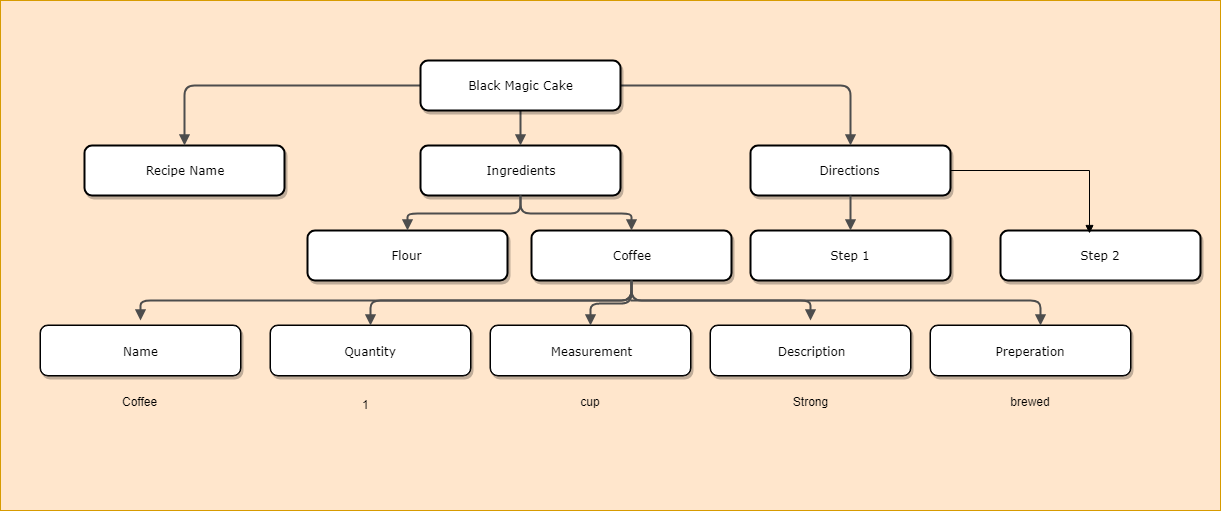 Black Magic Cake
Recipe Name
Ingredients
Directions
Flour
Coffee
Step 1
Step 2
Name
Quantity
Measurement
Description
Preperation
Coffee
1
cup
Strong
brewed